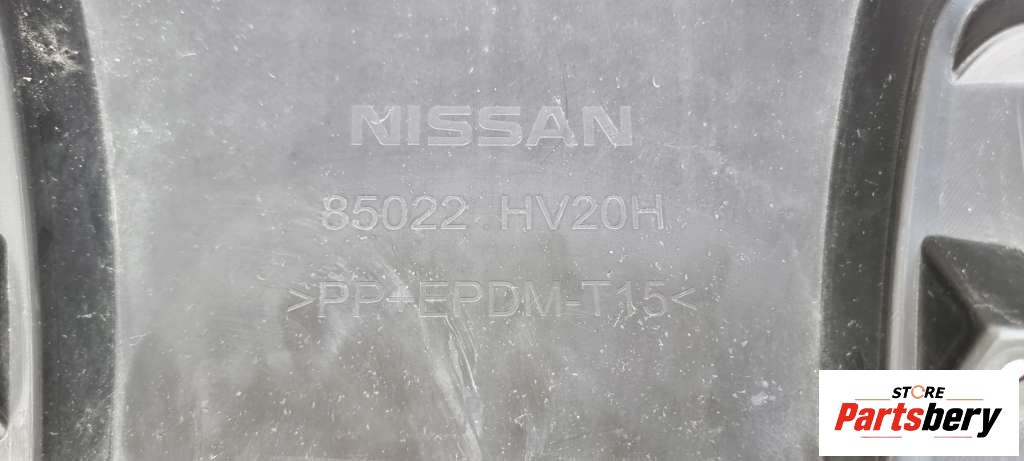 NISSAN
85022 HV20H
>PP+EPDM-T15<
STORE
Partsbery